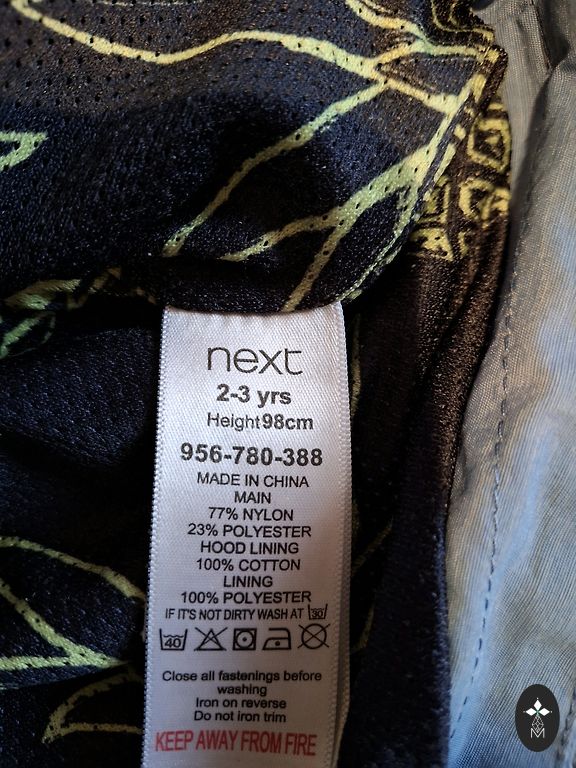 next
2-3 yrs
Height 98cm
956-780-388
MADE IN CHINA
MAIN
77% NYLON
23% POLYESTER
HOOD LINING
100% COTTON
LINING
100% POLYESTER
IF IT'S NOT DIRTY WASH AT 30
40
Close all fastenings before
washing
Iron on reverse
Do not iron trim
KEEP AWAY FROM FIRE
M